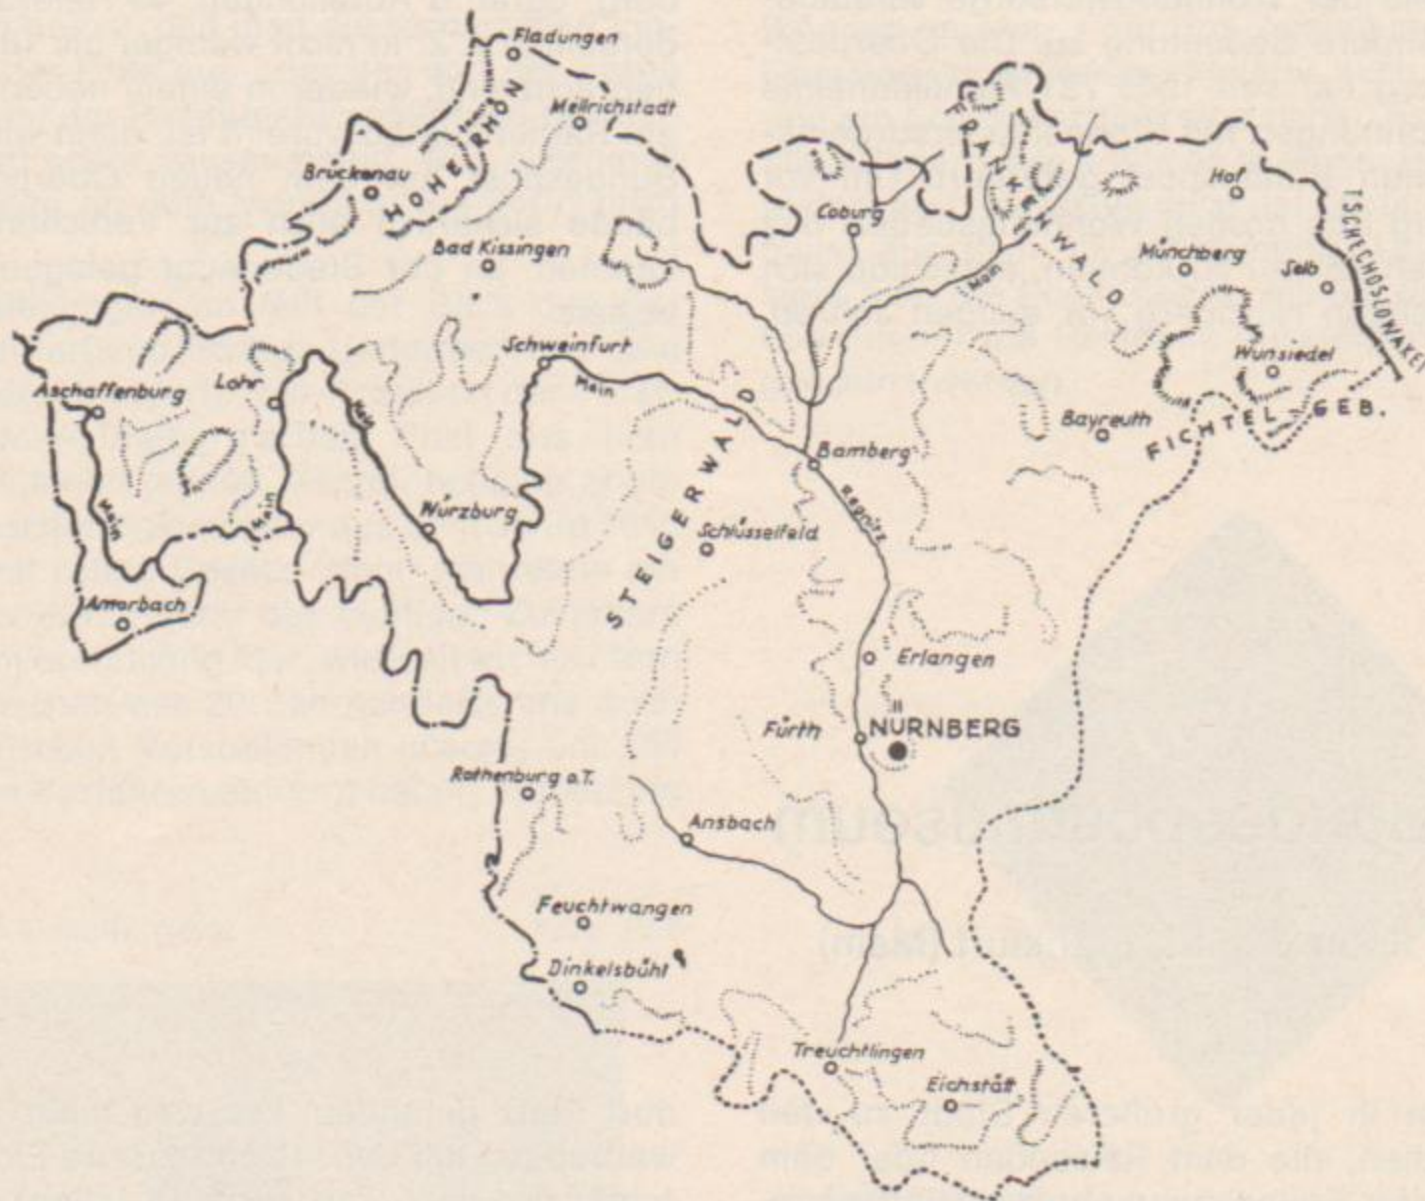 Fladungen
Mellrichstadt
HOHE RHÖN
Brückenau
FRANKENWALD
Hof
TSCHECHOSLOWAKEI
Coburg
Bad Kissingen
Münchberg
Selb
Main
Schweinfurt
Wunsiedel
Main
Aschaffenburg
Lohr
Main
STEIGERWALD
Bayreuth
FICHTEL-GEB.
Bamberg
Regnitz
Main
Main
Würzburg
Schlüsselfeld
Amorbach
Erlangen
Fürth
NÜRNBERG
Rothenburg o.T.
Ansbach
Feuchtwangen
Dinkelsbühl
Treuchtlingen
Eichstätt